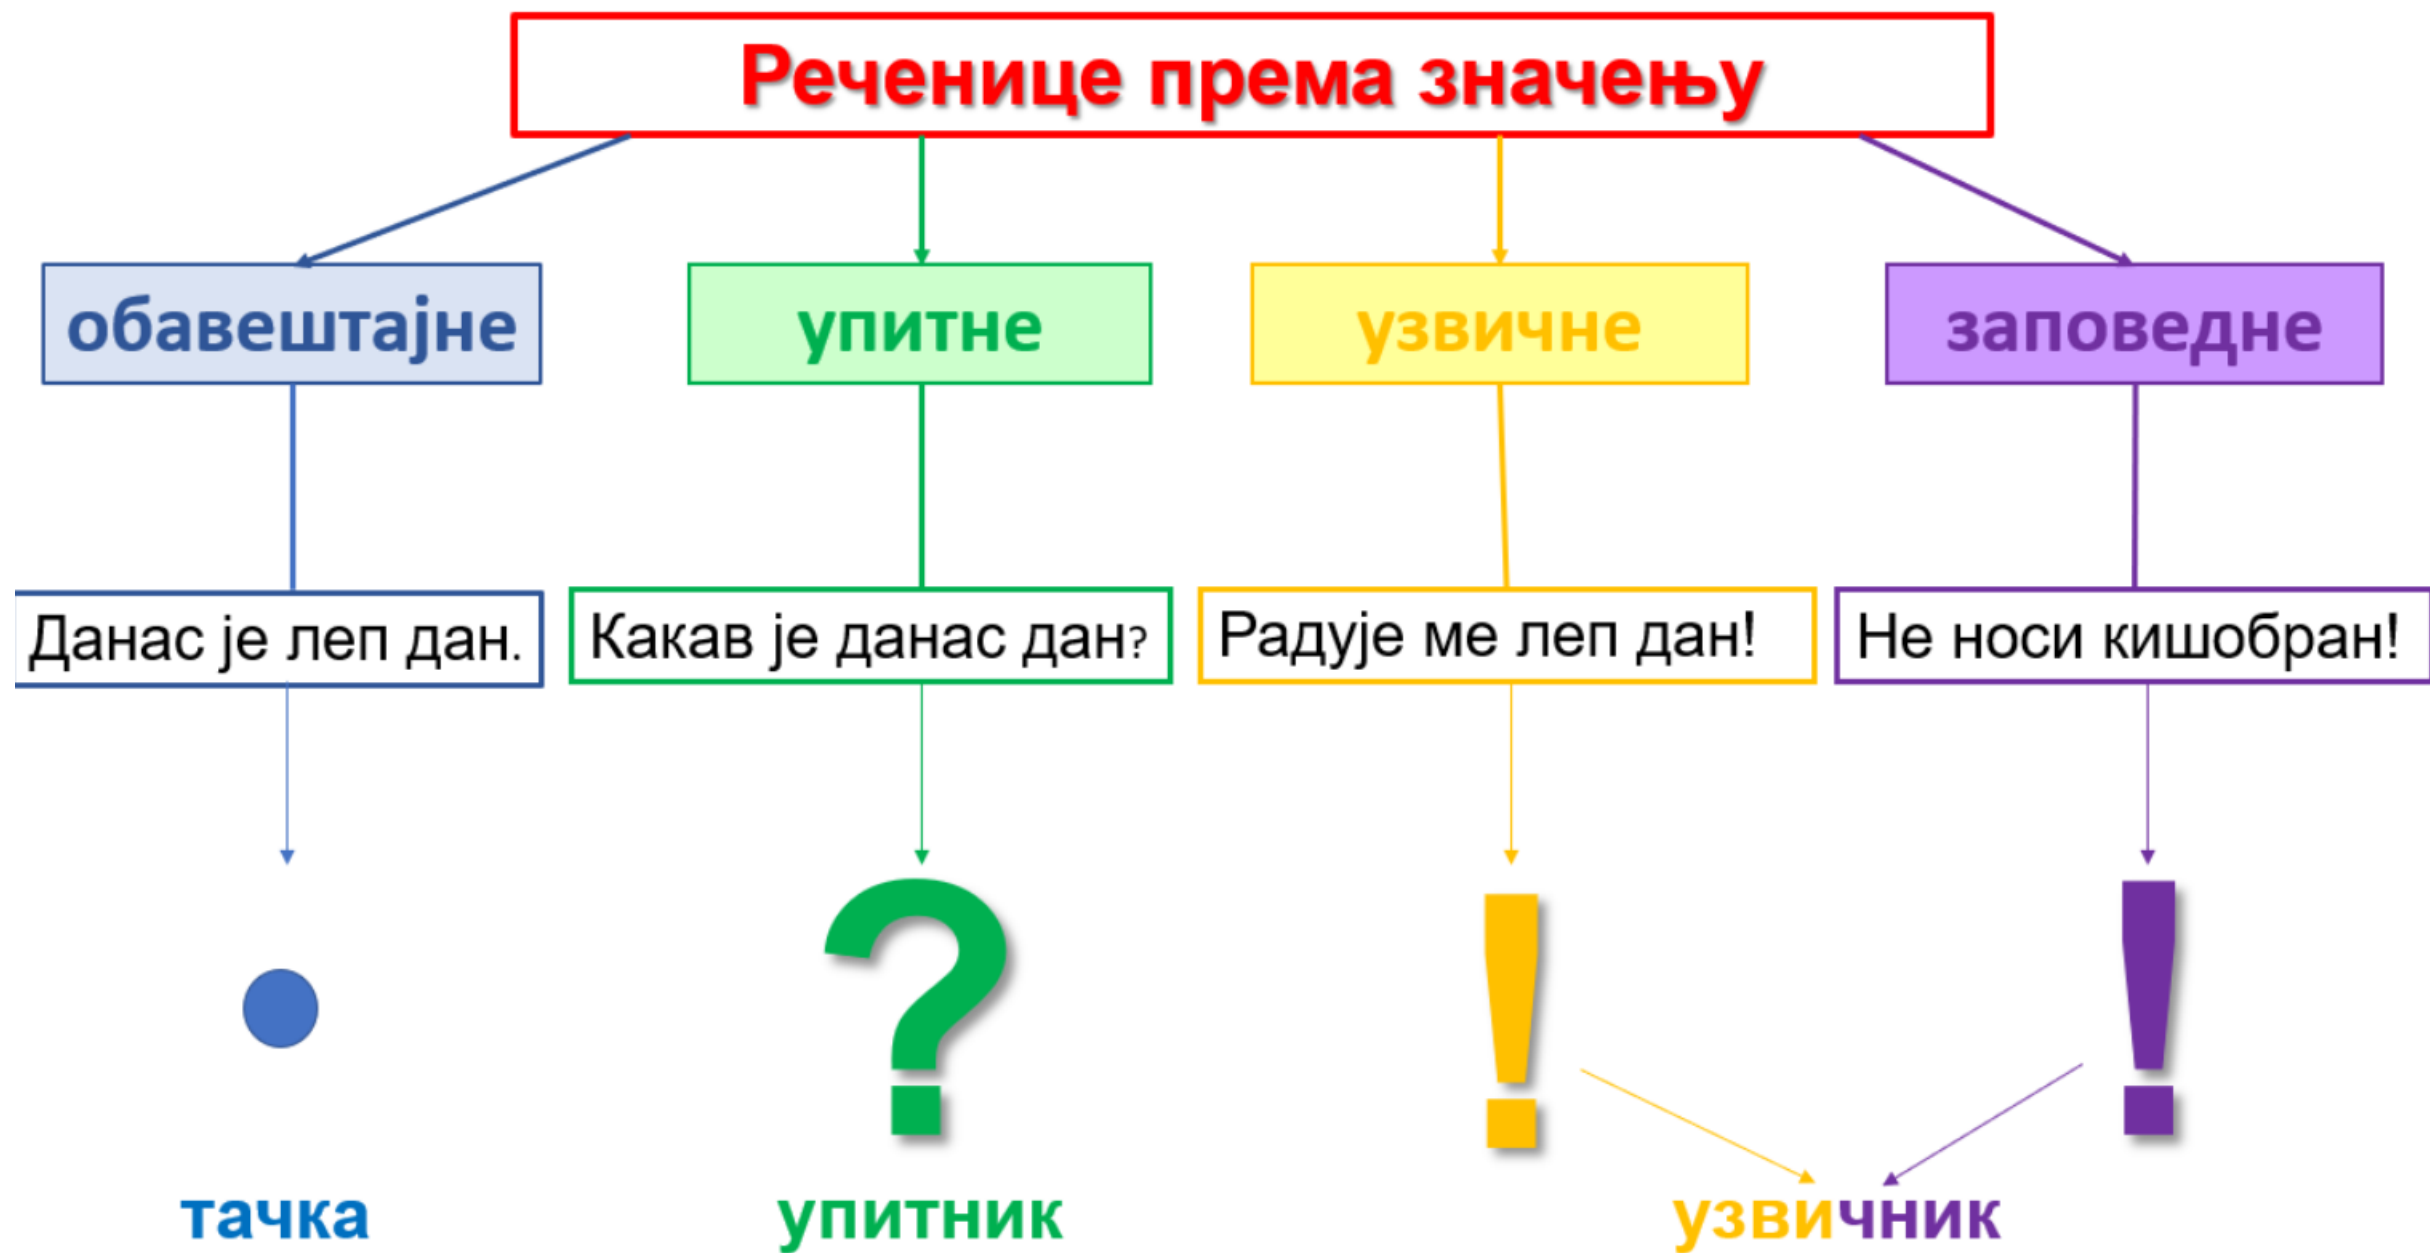 Реченице према значењу
обавештајне
упитне
узвичне
заповедне
Данас је леп дан.
Какав је данас дан?
Радује ме леп дан!
Не носи кишобран!
?
!
!
тачка
упитник
узвичник